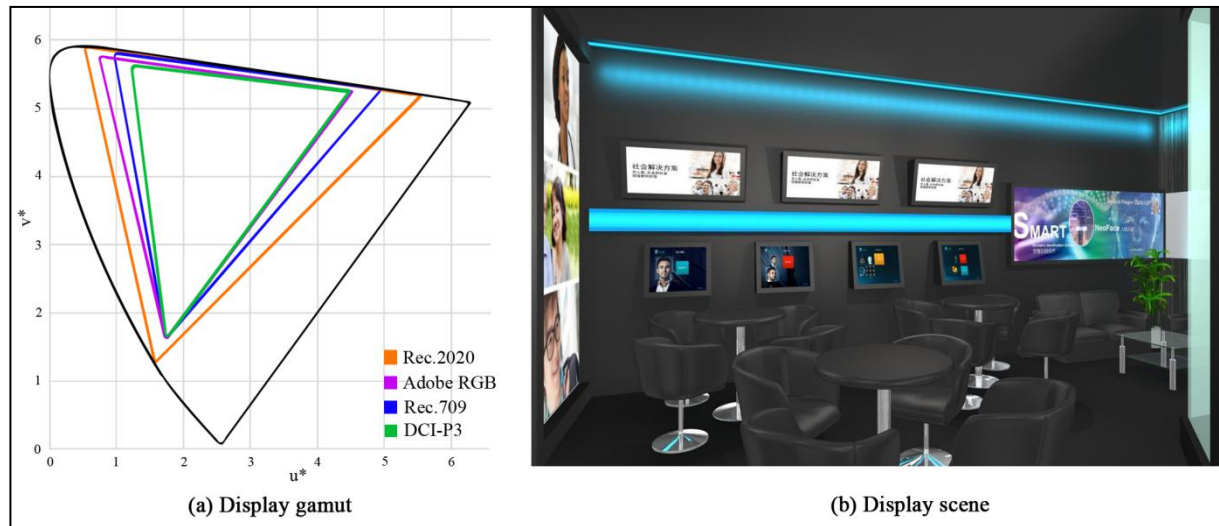 6
5
4
3
2
1
0
v*
0
1
2
3
4
5
6
u*
Rec.2020
Adobe RGB
Rec.709
DCI-P3
(a) Display gamut
社会解决方案
社会解决方案
社会解决方案
SMART
NeoFace
(b) Display scene